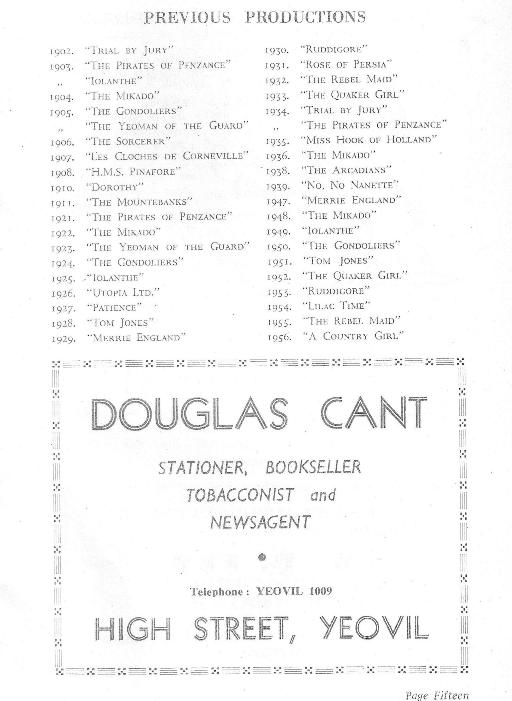 PREVIOUS PRODUCTIONS
1902. "Trial by Jury"
1903. "The Pirates of Penzance"
„ "Iolanthe"
1904. "The Mikado"
1905. "The Gondoliers"
„ "The Yeoman of the Guard"
1906. "The Sorcerer"
1907. "Les Cloches de Corneville"
1908. "H.M.S. Pinafore"
1910. "Dorothy"
1911. "The Mountebanks"
1921. "The Pirates of Penzance"
1922. "The Mikado"
1923. "The Yeoman of the Guard"
1924. "The Gondoliers"
1925. "Iolanthe"
1926. "Utopia Ltd."
1927. "Patience"
1928. "Tom Jones"
1929. "Merrie England"
1930. "Ruddigore"
1931. "Rose of Persia"
1932. "The Rebel Maid"
1933. "The Quaker Girl"
1934. "Trial by Jury"
„ "The Pirates of Penzance"
1935. "Miss Hook of Holland"
1936. "The Mikado"
1938. "The Arcadians"
1939. "No, No Nanette"
1947. "Merrie England"
1948. "The Mikado"
1949. "Iolanthe"
1950. "The Gondoliers"
1951. "Tom Jones"
1952. "The Quaker Girl"
1953. "Ruddigore"
1954. "Lilac Time"
1955. "The Rebel Maid"
1956. "A Country Girl"
DOUGLAS CANT
STATIONER, BOOKSELLER
TOBACCONIST and
NEWSAGENT
Telephone: YEOVIL 1009
HIGH STREET, YEOVIL
Page Fifteen